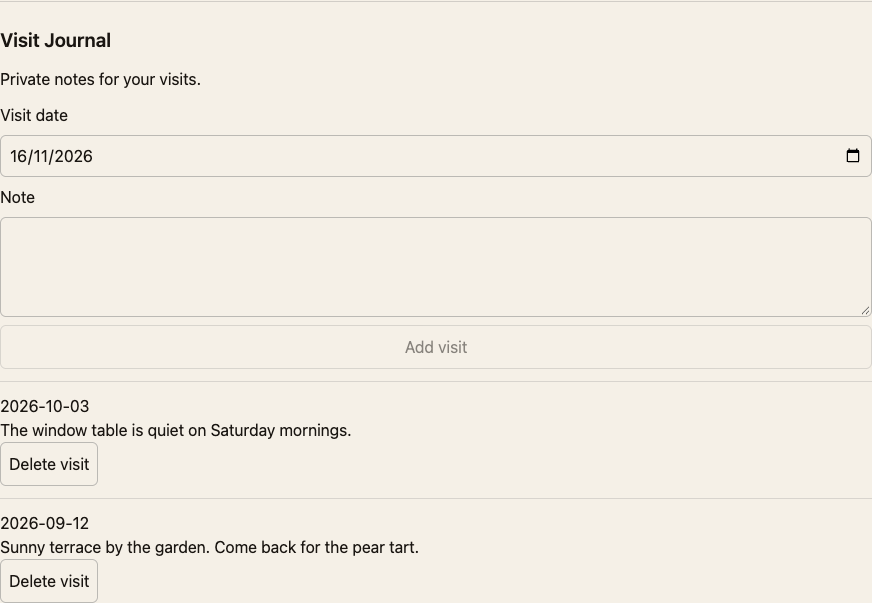 Visit Journal
Private notes for your visits.
Visit date
16/11/2026
Note
Add visit
2026-10-03
The window table is quiet on Saturday mornings.
Delete visit
2026-09-12
Sunny terrace by the garden. Come back for the pear tart.
Delete visit